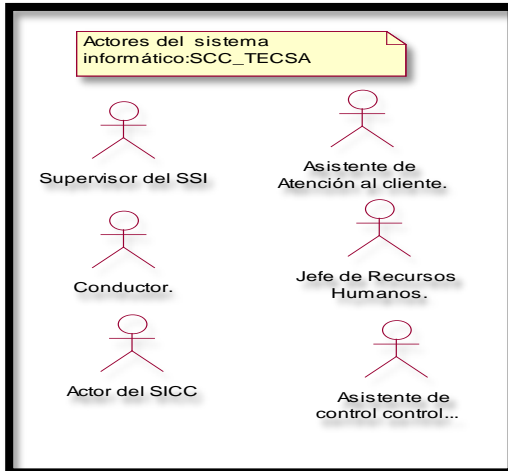 Actores del sistema
informático:SCC_TECSA
Supervisor del SSI
Asistente de
Atención al cliente.
Conductor.
Jefe de Recursos
Humanos.
Actor del SICC
Asistente de
control control...